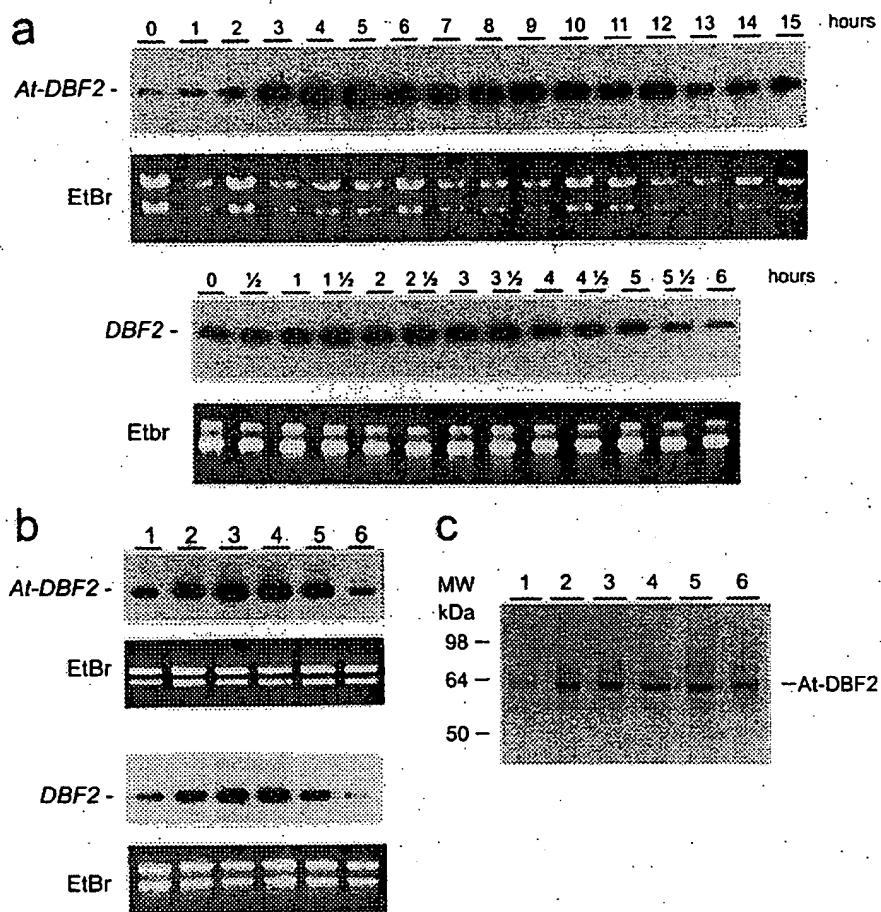 a
0 1 2 3 4 5 6 7 8 9 10 11 12 13 14 15 hours
At-DBF2 -
EtBr
0 ½ 1 1 ½ 2 2 ½ 3 3 ½ 4 4 ½ 5 5 ½ 6 hours
DBF2 -
Etbr
b
1 2 3 4 5 6
At-DBF2 -
EtBr
DBF2 -
EtBr
c
MW
kDa
1 2 3 4 5 6
98 –
64 –
50 –
–At-DBF2